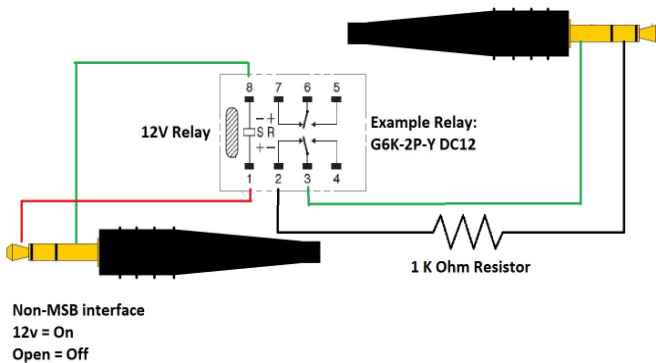 8 7 6 5
12V Relay
- +
S R
+ -
Example Relay:
G6K-2P-Y DC12
1 2 3 4
1 K Ohm Resistor
Non-MSB interface
12v = On
Open = Off